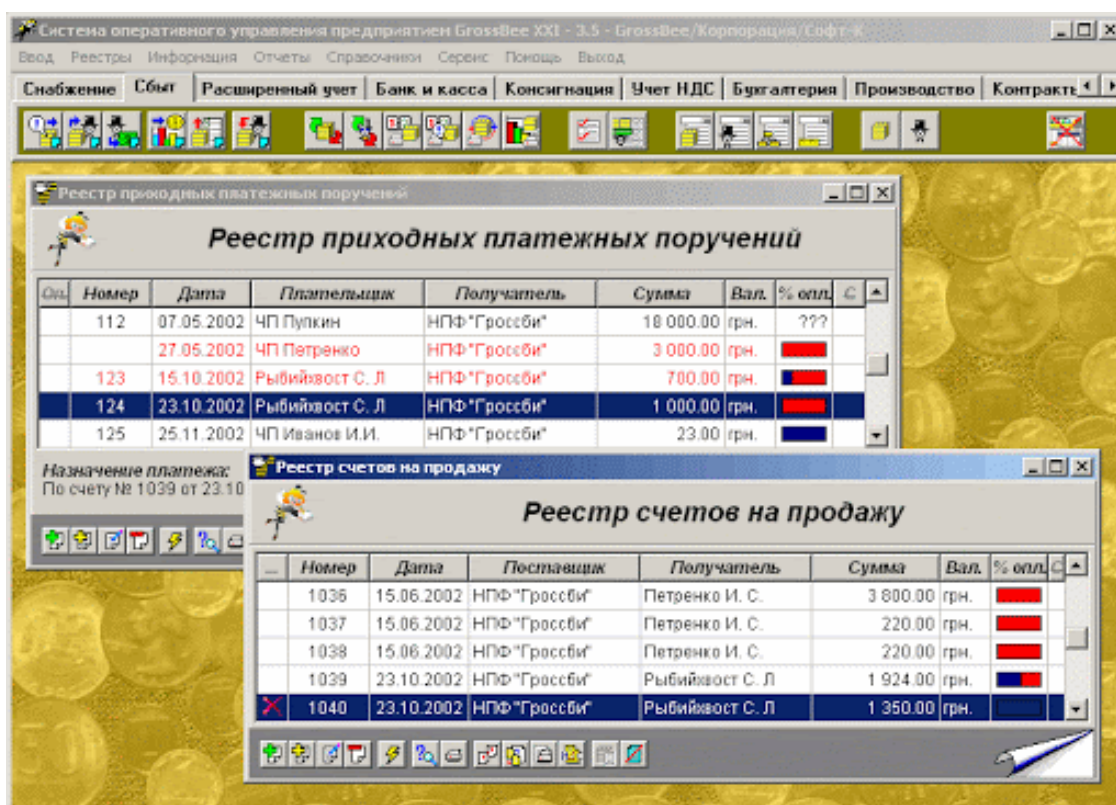 Система оперативного управления предприятием GrossBee XXI - 3.5 - GrossBee/Корпорация/Софт-К
Ввод Реестры Информация Отчеты Справочники Сервис Помощь Выход
Снабжение Сбыт Расширенный учет Банк и касса Консигнация Учет НДС Бухгалтерия Производство Контракть
Реестр приходных платежных поручений
Реестр приходных платежных поручений
Оп. Номер Дата Плательщик Получатель Сумма Вал. % опл. С
112 07.05.2002 ЧП Пупкин НПФ"Гроссби" 18 000.00 грн. ???
27.05.2002 ЧП Петренко НПФ"Гроссби" 3 000.00 грн.
123 15.10.2002 Рыбийхвост С. Л НПФ"Гроссби" 700.00 грн.
124 23.10.2002 Рыбийхвост С. Л НПФ"Гроссби" 1 000.00 грн.
125 25.11.2002 ЧП Иванов И.И. НПФ"Гроссби" 23.00 грн.
Назначение платежа:
По счету № 1039 от 23.10
Реестр счетов на продажу
Реестр счетов на продажу
... Номер Дата Поставщик Получатель Сумма Вал. % опл. С
1036 15.06.2002 НПФ"Гроссби" Петренко И. С. 3 800.00 грн.
1037 15.06.2002 НПФ"Гроссби" Петренко И. С. 220.00 грн.
1038 15.06.2002 НПФ"Гроссби" Петренко И. С. 220.00 грн.
1039 23.10.2002 НПФ"Гроссби" Рыбийхвост С. Л 1 924.00 грн.
1040 23.10.2002 НПФ"Гроссби" Рыбийхвост С. Л 1 350.00 грн.